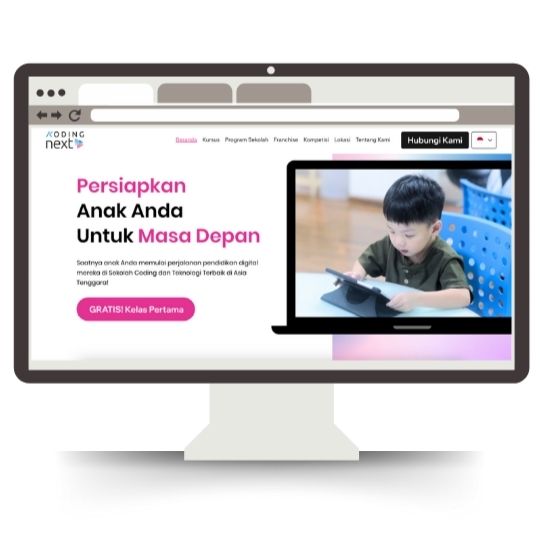 KODING
next
Beranda Kursus Program Sekolah Franchise Kompetisi Lokasi Tentang Kami Hubungi Kami
Persiapkan
Anak Anda
Untuk Masa Depan
Saatnya anak Anda memulai perjalanan pendidikan digital
mereka di Sekolah Coding dan Teknologi Terbaik di Asia
Tenggara!
GRATIS! Kelas Pertama